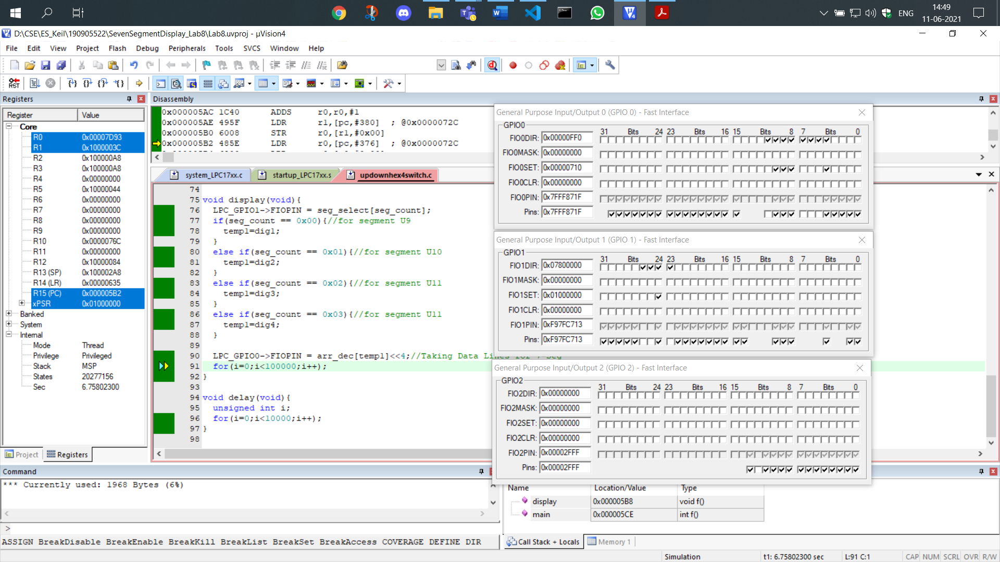 ENG
14:49
11-06-2021
D:\CSE\ES_Keil\190905522\SevenSegmentDisplay_Lab8\Lab8.uvproj - µVision4
File Edit View Project Flash Debug Peripherals Tools SVCS Window Help
Registers
Register Value
Core
R0 0x00007D93
R1 0x1000003C
R2 0x100000A8
R3 0x100000A8
R4 0x00000000
R5 0x10000044
R6 0x00000000
R7 0x00000000
R8 0x00000000
R9 0x00000000
R10 0x0000076C
R11 0x00000000
R12 0x10000084
R13 (SP) 0x100002A8
R14 (LR) 0x00000635
R15 (PC) 0x000005B2
xPSR 0x01000000
Banked
System
Internal
Mode Thread
Privilege Privileged
Stack MSP
States 20277156
Sec 6.75802300
Project Registers
Disassembly
0x000005AC 1C40 ADDS r0,r0,#1
0x000005AE 495F LDR r1,[pc,#380] ; @0x0000072C
0x000005B0 6008 STR r0,[r1,#0x00]
0x000005B2 485E LDR r0,[pc,#376] ; @0x0000072C
system_LPC17xx.c startup_LPC17xx.s updownhex4switch.c
74
75 void display(void){
76 LPC_GPIO1->FIOPIN = seg_select[seg_count];
77 if(seg_count == 0x00){//for segment U9
78 temp1=dig1;
79 }
80 else if(seg_count == 0x01){//for segment U10
81 temp1=dig2;
82 }
83 else if(seg_count == 0x02){//for segment U11
84 temp1=dig3;
85 }
86 else if(seg_count == 0x03){//for segment U11
87 temp1=dig4;
88 }
89
90 LPC_GPIO0->FIOPIN = arr_dec[temp1]<<4;//Taking Data Lines for 7-Seg
91 for(i=0;i<100000;i++);
92 }
93
94 void delay(void){
95 unsigned int i;
96 for(i=0;i<10000;i++);
97 }
98
General Purpose Input/Output 0 (GPIO 0) - Fast Interface
GPIO0
31 Bits 24 23 Bits 16 15 Bits 8 7 Bits 0
FIO0DIR: 0x00000FF0
FIO0MASK: 0x00000000
FIO0SET: 0x00000710
FIO0CLR: 0x00000000
FIO0PIN: 0x7FFF871F
Pins: 0x7FFF871F
General Purpose Input/Output 1 (GPIO 1) - Fast Interface
GPIO1
31 Bits 24 23 Bits 16 15 Bits 8 7 Bits 0
FIO1DIR: 0x07800000
FIO1MASK: 0x00000000
FIO1SET: 0x01000000
FIO1CLR: 0x00000000
FIO1PIN: 0xF97FC713
Pins: 0xF97FC713
General Purpose Input/Output 2 (GPIO 2) - Fast Interface
GPIO2
31 Bits 24 23 Bits 16 15 Bits 8 7 Bits 0
FIO2DIR: 0x00000000
FIO2MASK: 0x00000000
FIO2SET: 0x00000000
FIO2CLR: 0x00000000
FIO2PIN: 0x00002FFF
Pins: 0x00002FFF
Command
*** Currently used: 1968 Bytes (6%)
>
ASSIGN BreakDisable BreakEnable BreakKill BreakList BreakSet BreakAccess COVERAGE DEFINE DIR
Name Location/Value Type
display 0x000005B8 void f()
main 0x000005CE int f()
Call Stack + Locals Memory 1
Simulation t1: 6.75802300 sec L:91 C:1 CAP NUM SCRL OVR R/W